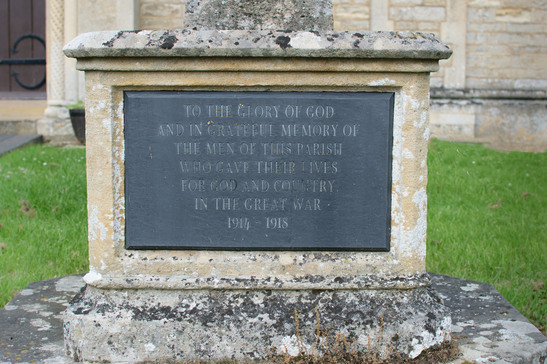 TO THE GLORY OF GOD
AND IN GRATEFUL MEMORY OF
THE MEN OF THIS PARISH
WHO GAVE THEIR LIVES
FOR GOD AND COUNTRY
IN THE GREAT WAR
1914 - 1918